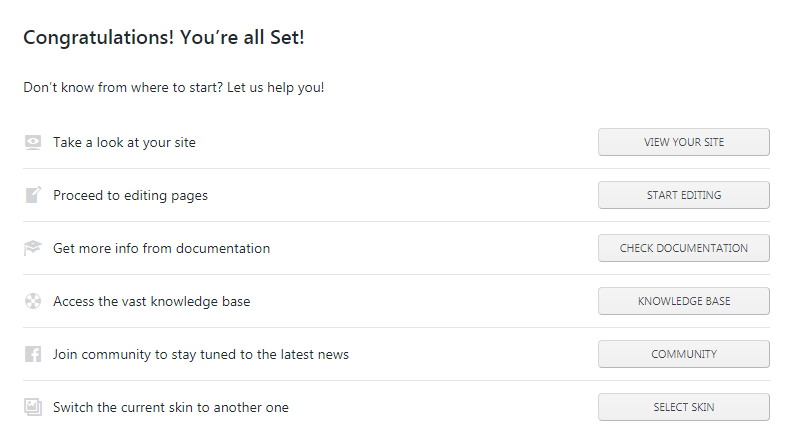 Congratulations! You’re all Set!
Don’t know from where to start? Let us help you!
Take a look at your site VIEW YOUR SITE
Proceed to editing pages START EDITING
Get more info from documentation CHECK DOCUMENTATION
Access the vast knowledge base KNOWLEDGE BASE
Join community to stay tuned to the latest news COMMUNITY
Switch the current skin to another one SELECT SKIN